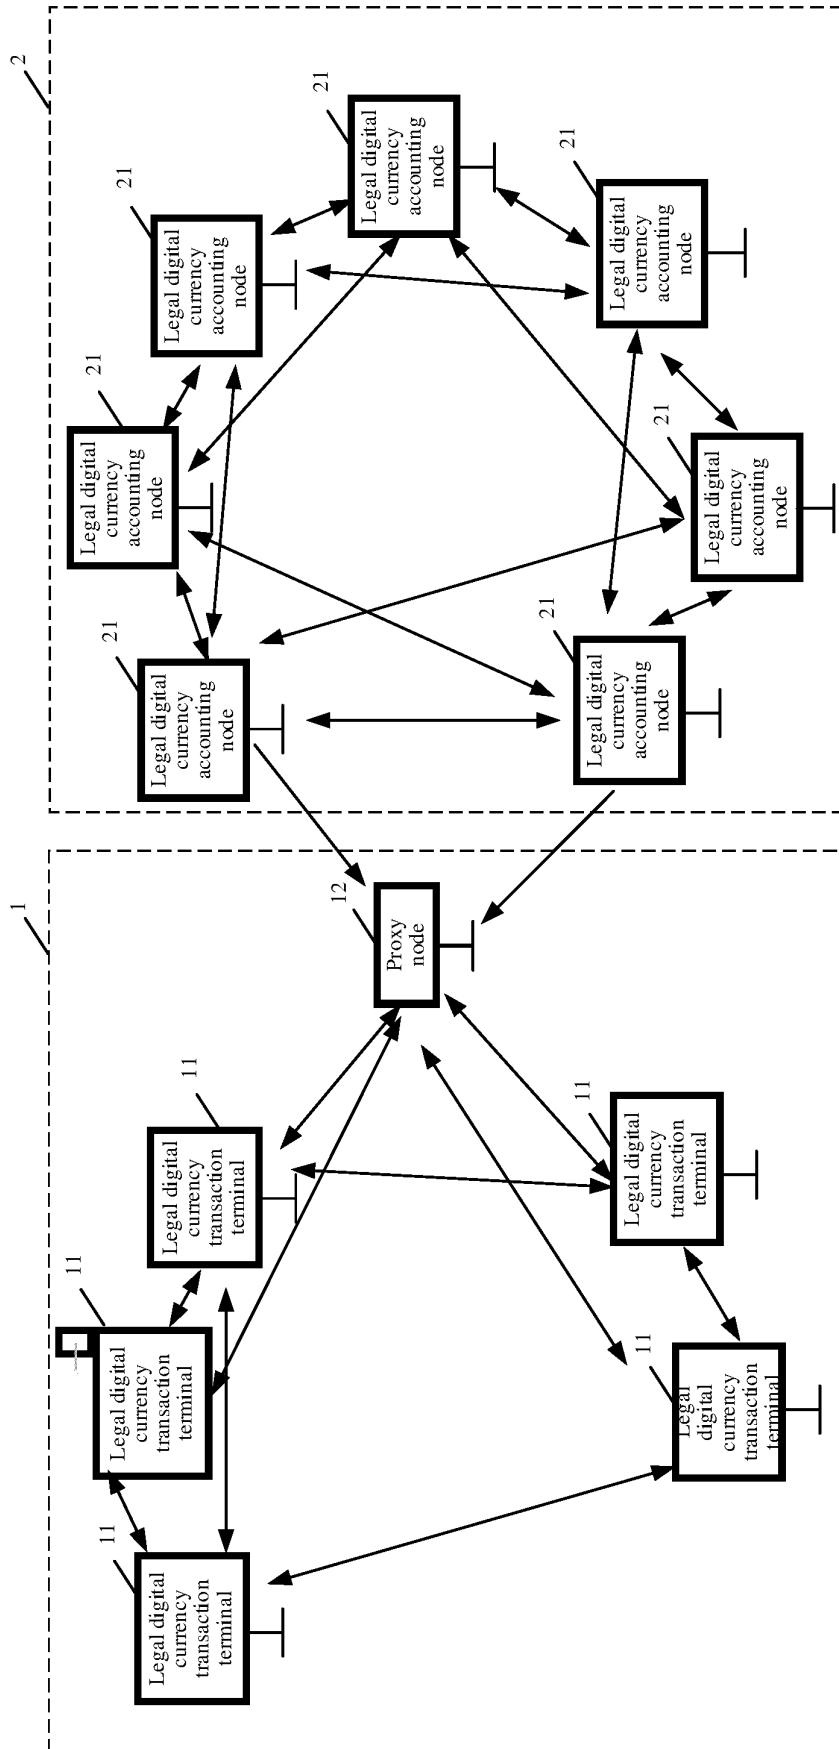 1
11
Legal digital
currency
transaction
terminal
11
Legal digital
currency
transaction
terminal
11
Legal digital
currency
transaction
terminal
11
Legal
digital
currency
transaction
terminal
11
Legal digital
currency
transaction
terminal
12
Proxy
node
2
21
Legal digital
currency
accounting
node
21
Legal digital
currency
accounting
node
21
Legal digital
currency
accounting
node
21
Legal digital
currency
accounting
node
21
Legal digital
currency
accounting
node
21
Legal digital
currency
accounting
node
21
Legal digital
currency
accounting
node